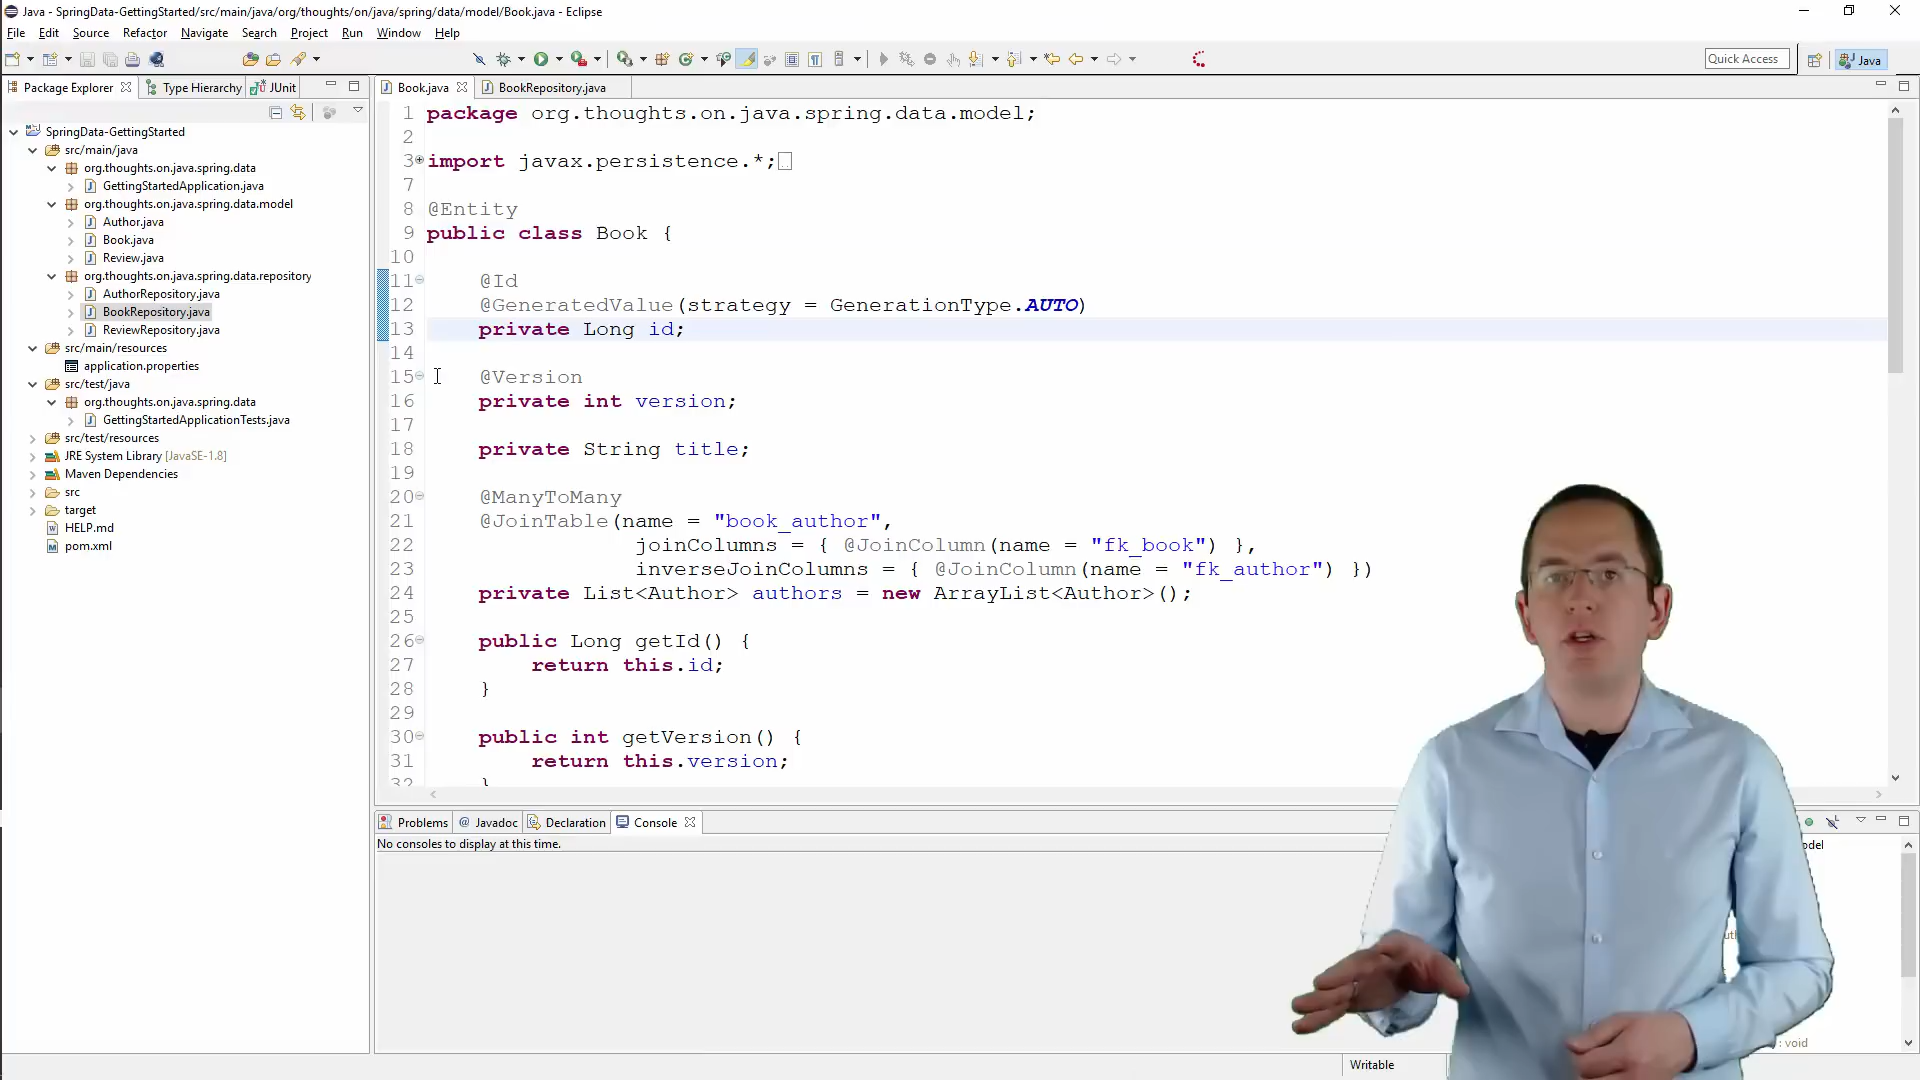 Java - SpringData-GettingStarted/src/main/java/org/thoughts/on/java/spring/data/model/Book.java - Eclipse
File Edit Source Refactor Navigate Search Project Run Window Help
Quick Access
Java
Package Explorer
Type Hierarchy
JUnit
SpringData-GettingStarted
src/main/java
org.thoughts.on.java.spring.data
GettingStartedApplication.java
org.thoughts.on.java.spring.data.model
Author.java
Book.java
Review.java
org.thoughts.on.java.spring.data.repository
AuthorRepository.java
BookRepository.java
ReviewRepository.java
src/main/resources
application.properties
src/test/java
org.thoughts.on.java.spring.data
GettingStartedApplicationTests.java
src/test/resources
JRE System Library [JavaSE-1.8]
Maven Dependencies
src
target
HELP.md
pom.xml
Book.java
BookRepository.java
1 package org.thoughts.on.java.spring.data.model;
2
3 import javax.persistence.*;
7
8 @Entity
9 public class Book {
10
11 @Id
12 @GeneratedValue(strategy = GenerationType.AUTO)
13 private Long id;
14
15 @Version
16 private int version;
17
18 private String title;
19
20 @ManyToMany
21 @JoinTable(name = "book_author",
22 joinColumns = { @JoinColumn(name = "fk_book") },
23 inverseJoinColumns = { @JoinColumn(name = "fk_author") })
24 private List<Author> authors = new ArrayList<Author>();
25
26 public Long getId() {
27 return this.id;
28 }
29
30 public int getVersion() {
31 return this.version;
32 }
Problems
@ Javadoc
Declaration
Console
No consoles to display at this time.
odel
: void
Writable